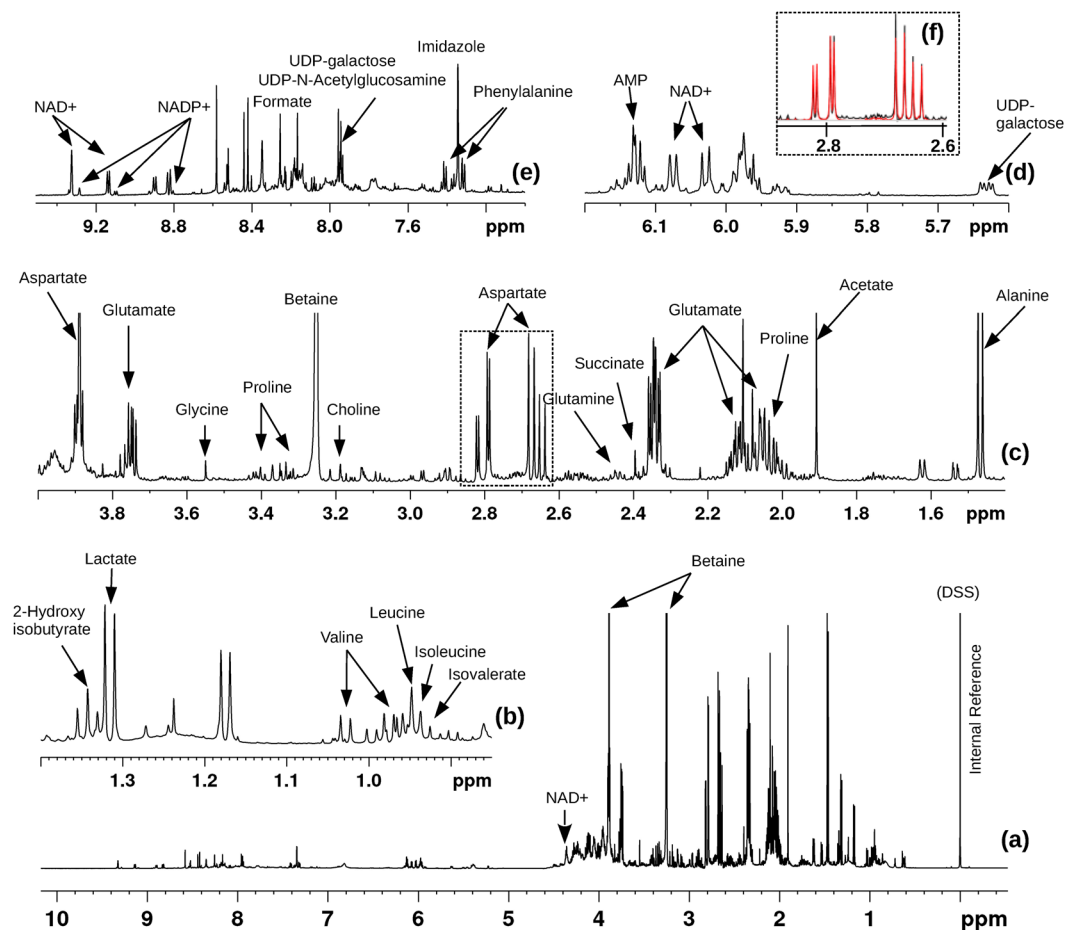 (f)
2.8 2.6
UDP-galactose
UDP-N-Acetylglucosamine
Imidazole
NAD+
NADP+
Formate
Phenylalanine
(e)
9.2 8.8 8.4 8.0 7.6 ppm
AMP
NAD+
UDP-
galactose
(d)
6.1 6.0 5.9 5.8 5.7 ppm
Aspartate
Glutamate
Betaine
Aspartate
Glutamate
Acetate
Alanine
Proline
Succinate
Proline
Glycine
Choline
Glutamine
(c)
3.8 3.6 3.4 3.2 3.0 2.8 2.6 2.4 2.2 2.0 1.8 1.6 ppm
Lactate
2-Hydroxy
isobutyrate
Valine
Leucine
Isoleucine
Isovalerate
(b)
1.3 1.2 1.1 1.0 ppm
Betaine
(DSS)
Internal Reference
NAD+
(a)
10 9 8 7 6 5 4 3 2 1 ppm